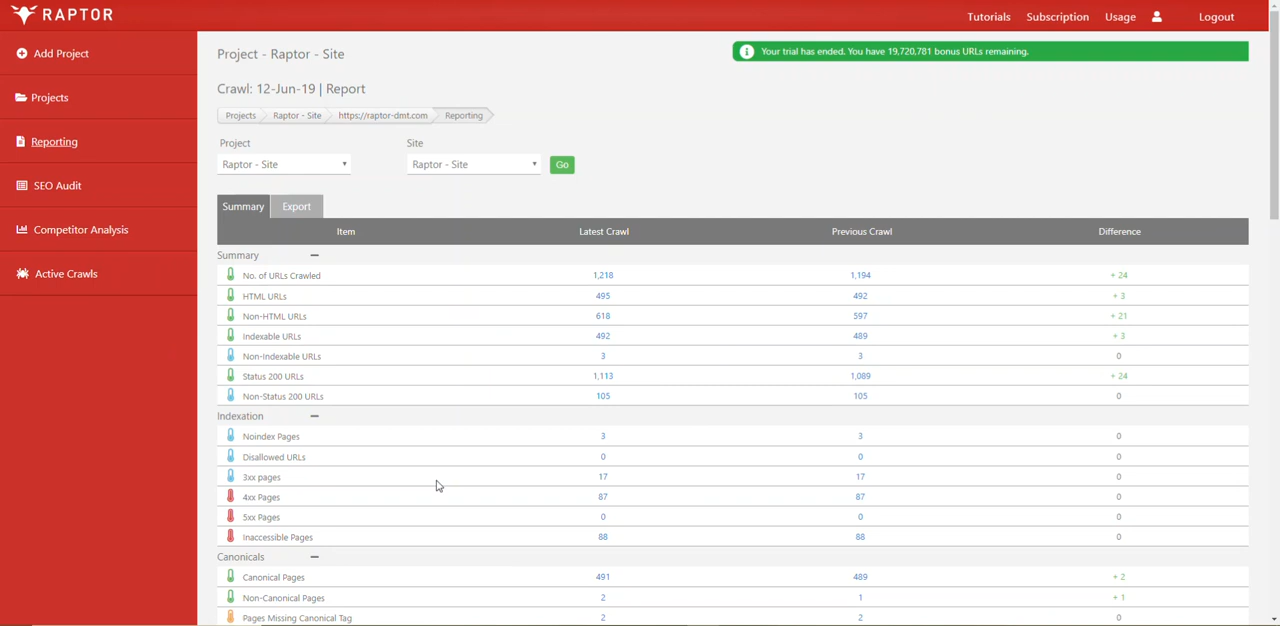 RAPTOR
Tutorials Subscription Usage Logout
Add Project
Projects
Reporting
SEO Audit
Competitor Analysis
Active Crawls
Project - Raptor - Site
Your trial has ended. You have 19,720,781 bonus URLs remaining.
Crawl: 12-Jun-19 | Report
Projects Raptor - Site https://raptor-dmt.com Reporting
Project Site
Raptor - Site Raptor - Site Go
Summary Export
Item Latest Crawl Previous Crawl Difference
Summary
No. of URLs Crawled 1,218 1,194 + 24
HTML URLs 495 492 + 3
Non-HTML URLs 618 597 + 21
Indexable URLs 492 489 + 3
Non-Indexable URLs 3 3 0
Status 200 URLs 1,113 1,089 + 24
Non-Status 200 URLs 105 105 0
Indexation
Noindex Pages 3 3 0
Disallowed URLs 0 0 0
3xx pages 17 17 0
4xx Pages 87 87 0
5xx Pages 0 0 0
Inaccessible Pages 88 88 0
Canonicals
Canonical Pages 491 489 + 2
Non-Canonical Pages 2 1 + 1
Pages Missing Canonical Tag 2 2 0